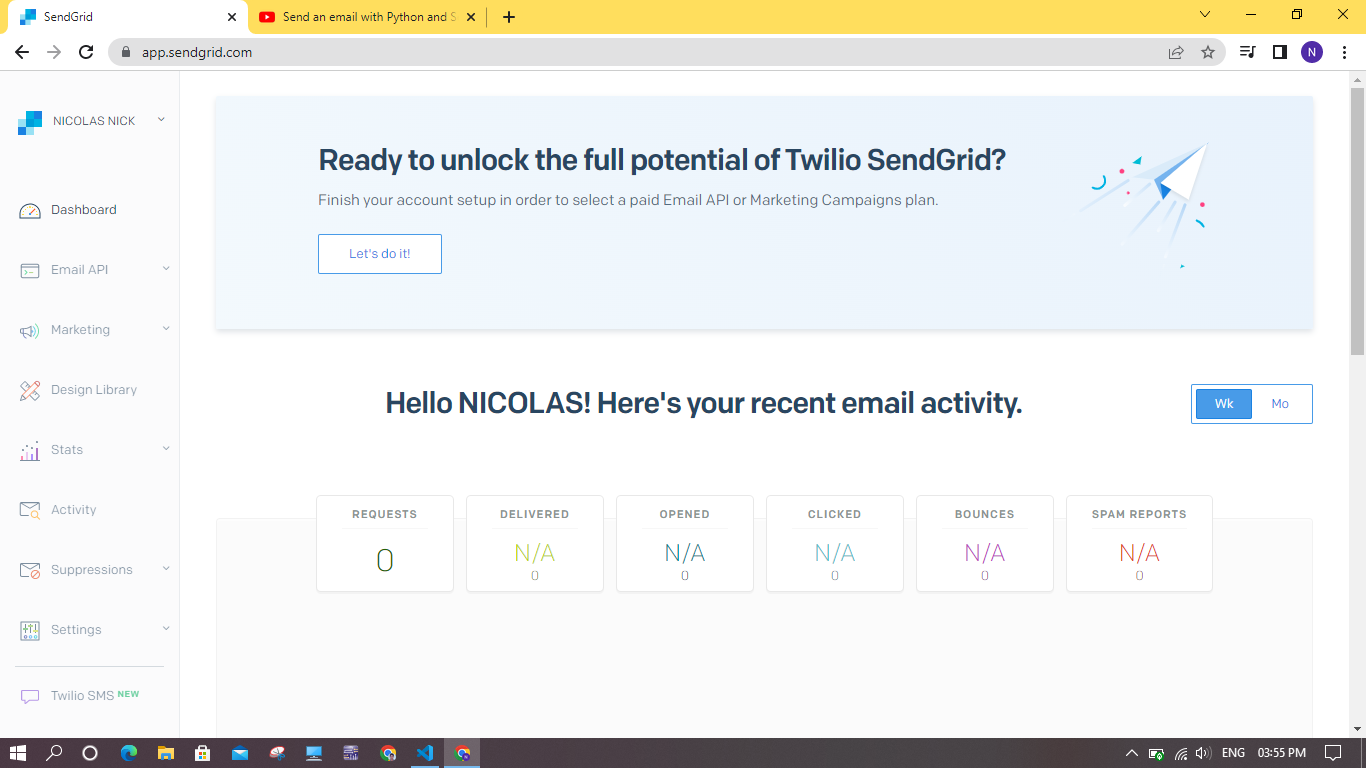 SendGrid
Send an email with Python and S
app.sendgrid.com
N
NICOLAS NICK
Dashboard
Email API
Marketing
Design Library
Stats
Activity
Suppressions
Settings
Twilio SMS NEW
Ready to unlock the full potential of Twilio SendGrid?
Finish your account setup in order to select a paid Email API or Marketing Campaigns plan.
Let's do it!
Hello NICOLAS! Here's your recent email activity.
Wk Mo
REQUESTS DELIVERED OPENED CLICKED BOUNCES SPAM REPORTS
0 N/A N/A N/A N/A N/A
0 0 0 0 0
ENG 03:55 PM